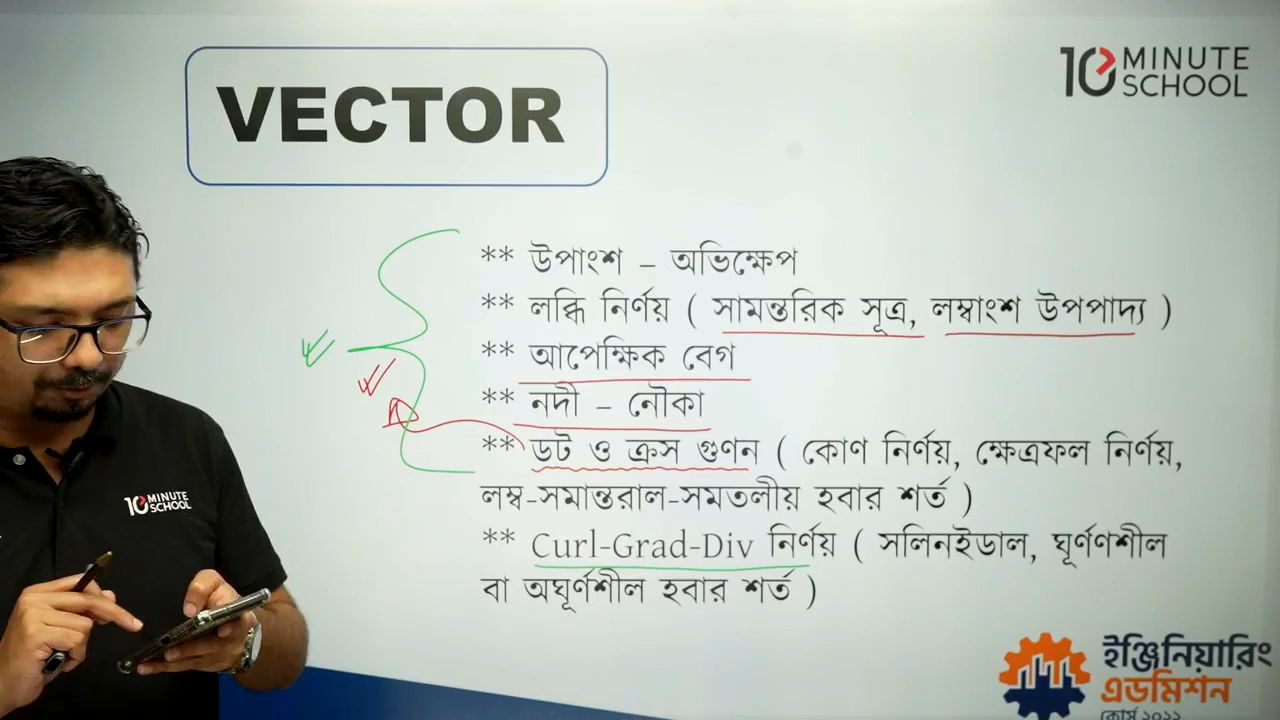 VECTOR
10 MINUTE SCHOOL
** উপাংশ – অভিক্ষেপ
** লব্ধি নির্ণয় ( সামন্তরিক সূত্র, লম্বাংশ উপপাদ্য )
** আপেক্ষিক বেগ
** নদী – নৌকা
** ডট ও ক্রস গুণন ( কোণ নির্ণয়, ক্ষেত্রফল নির্ণয়,
লম্ব-সমান্তরাল-সমতলীয় হবার শর্ত )
** Curl-Grad-Div নির্ণয় ( সলিনইডাল, ঘূর্ণণশীল
বা অঘূর্ণশীল হবার শর্ত )
10 MINUTE SCHOOL
ইঞ্জিনিয়ারিং
এডমিশন
কোর্স ২০২২